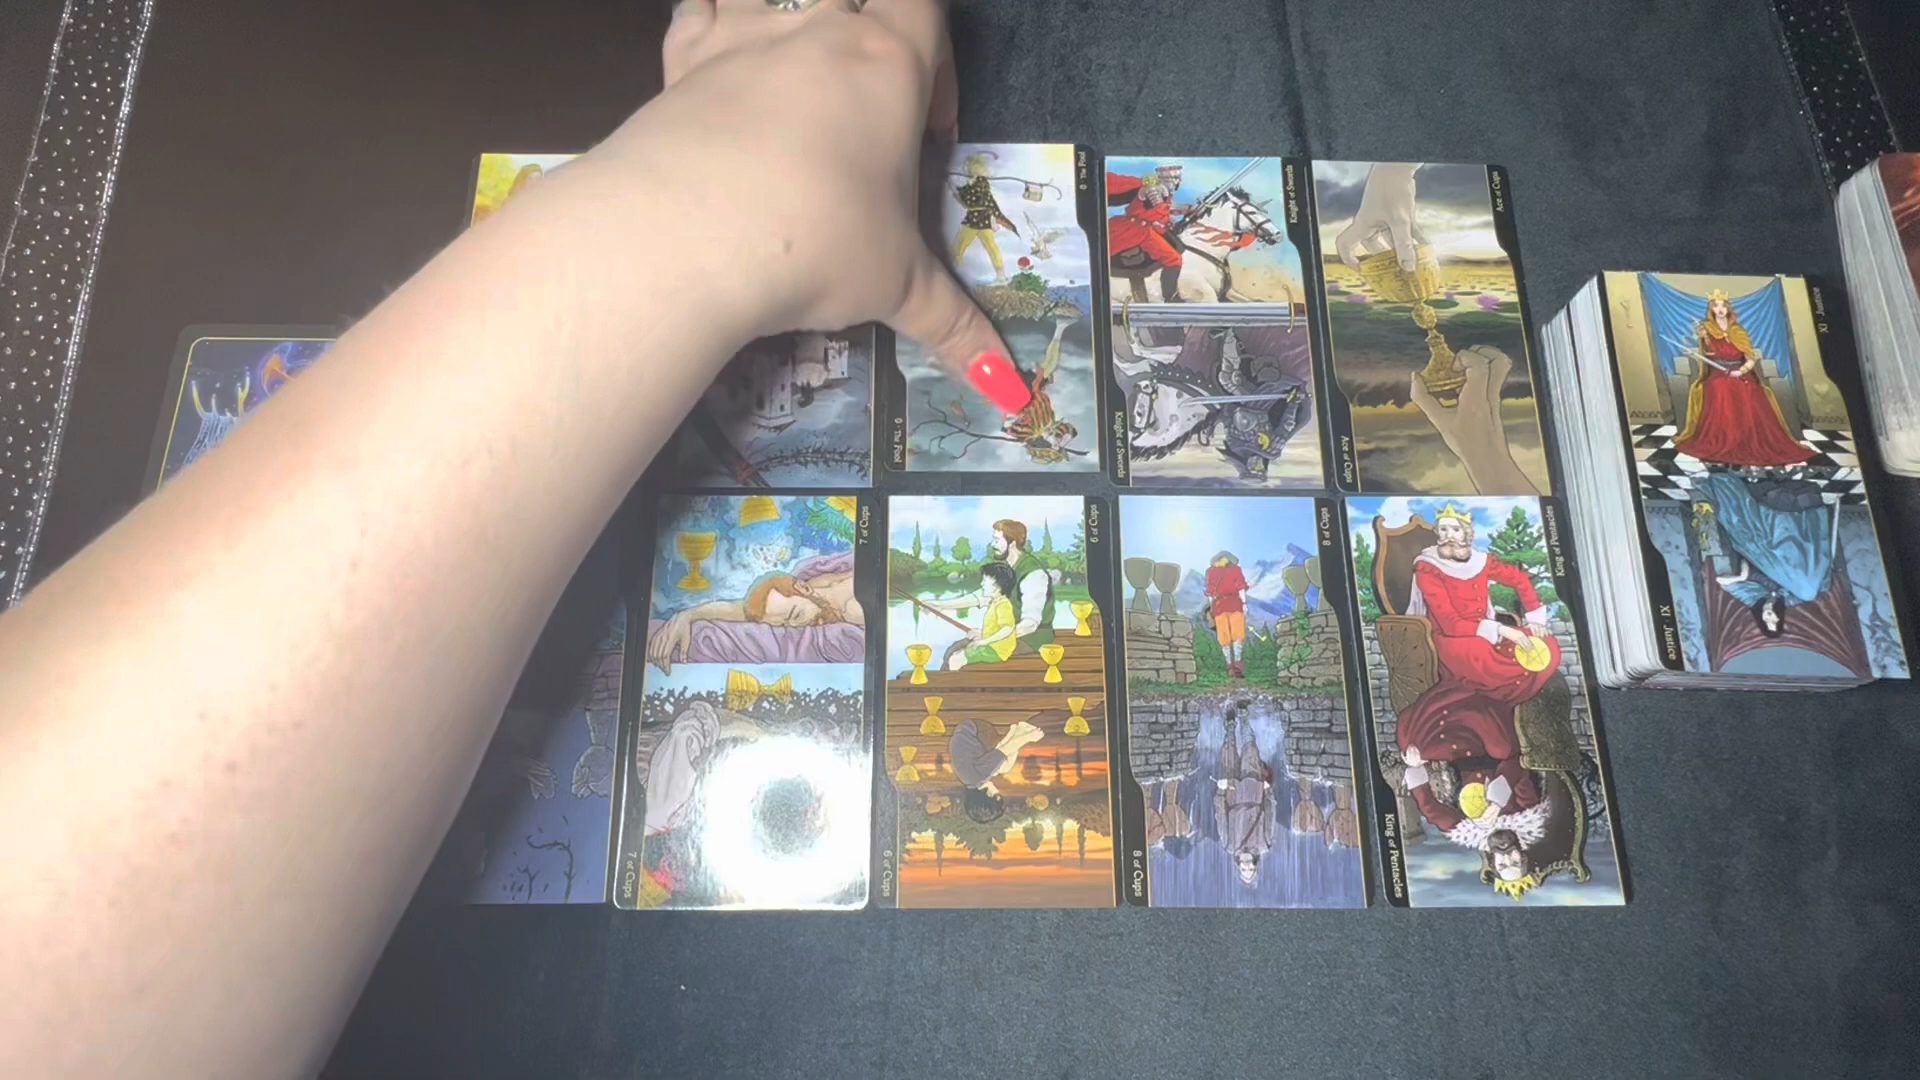 0 · The Fool
0 · The Fool
Knight of Swords
Knight of Swords
Ace of Cups
Ace of Cups
XI · Justice
XI · Justice
7 of Cups
7 of Cups
6 of Cups
6 of Cups
8 of Cups
8 of Cups
King of Pentacles
King of Pentacles